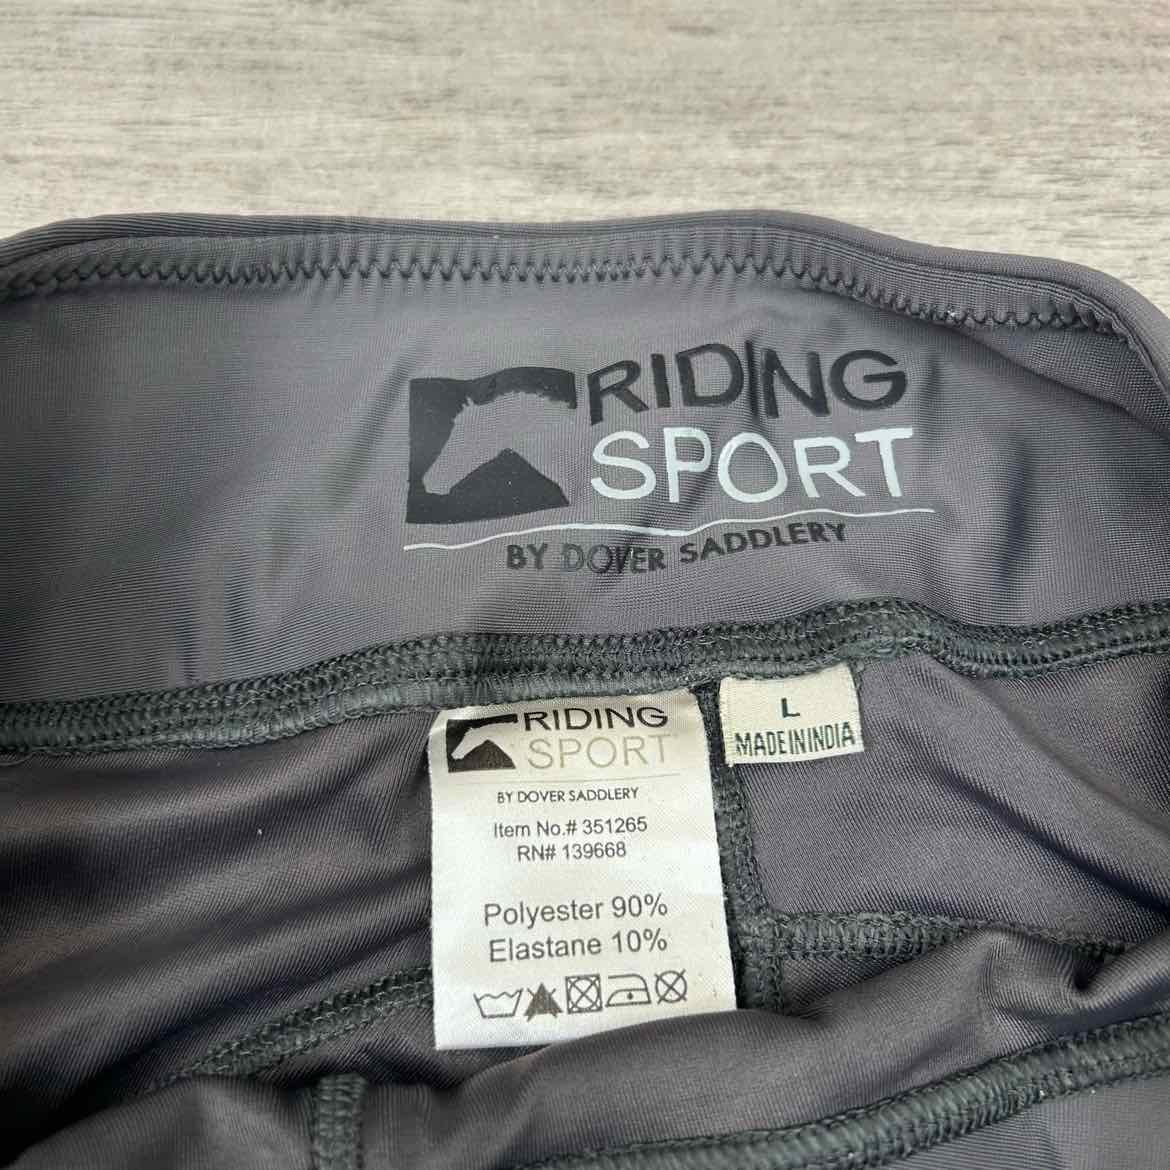 RIDING
SPORT
BY DOVER SADDLERY
RIDING
SPORT
BY DOVER SADDLERY
Item No.# 351265
RN# 139668
Polyester 90%
Elastane 10%
L
MADE IN INDIA